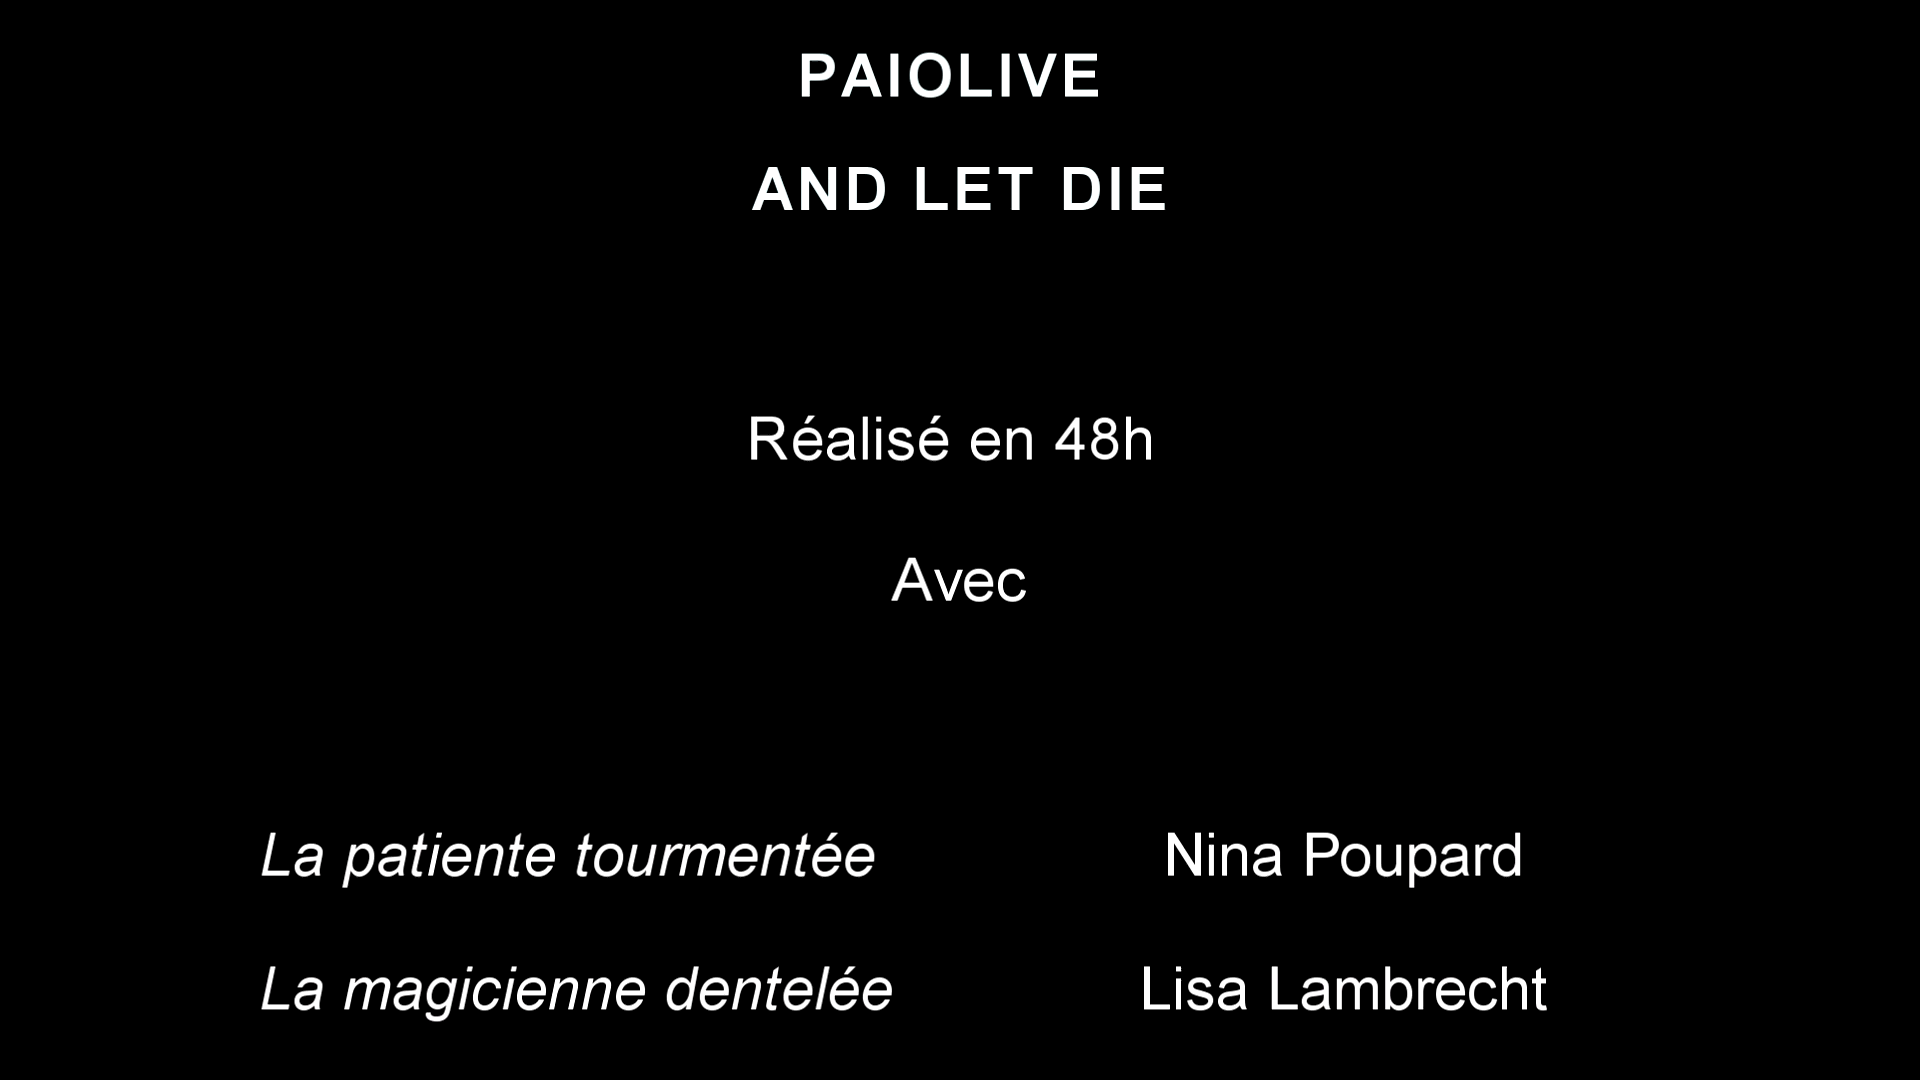 PAIOLIVE
AND LET DIE
Réalisé en 48h
Avec
La patiente tourmentée Nina Poupard
La magicienne dentelée Lisa Lambrecht